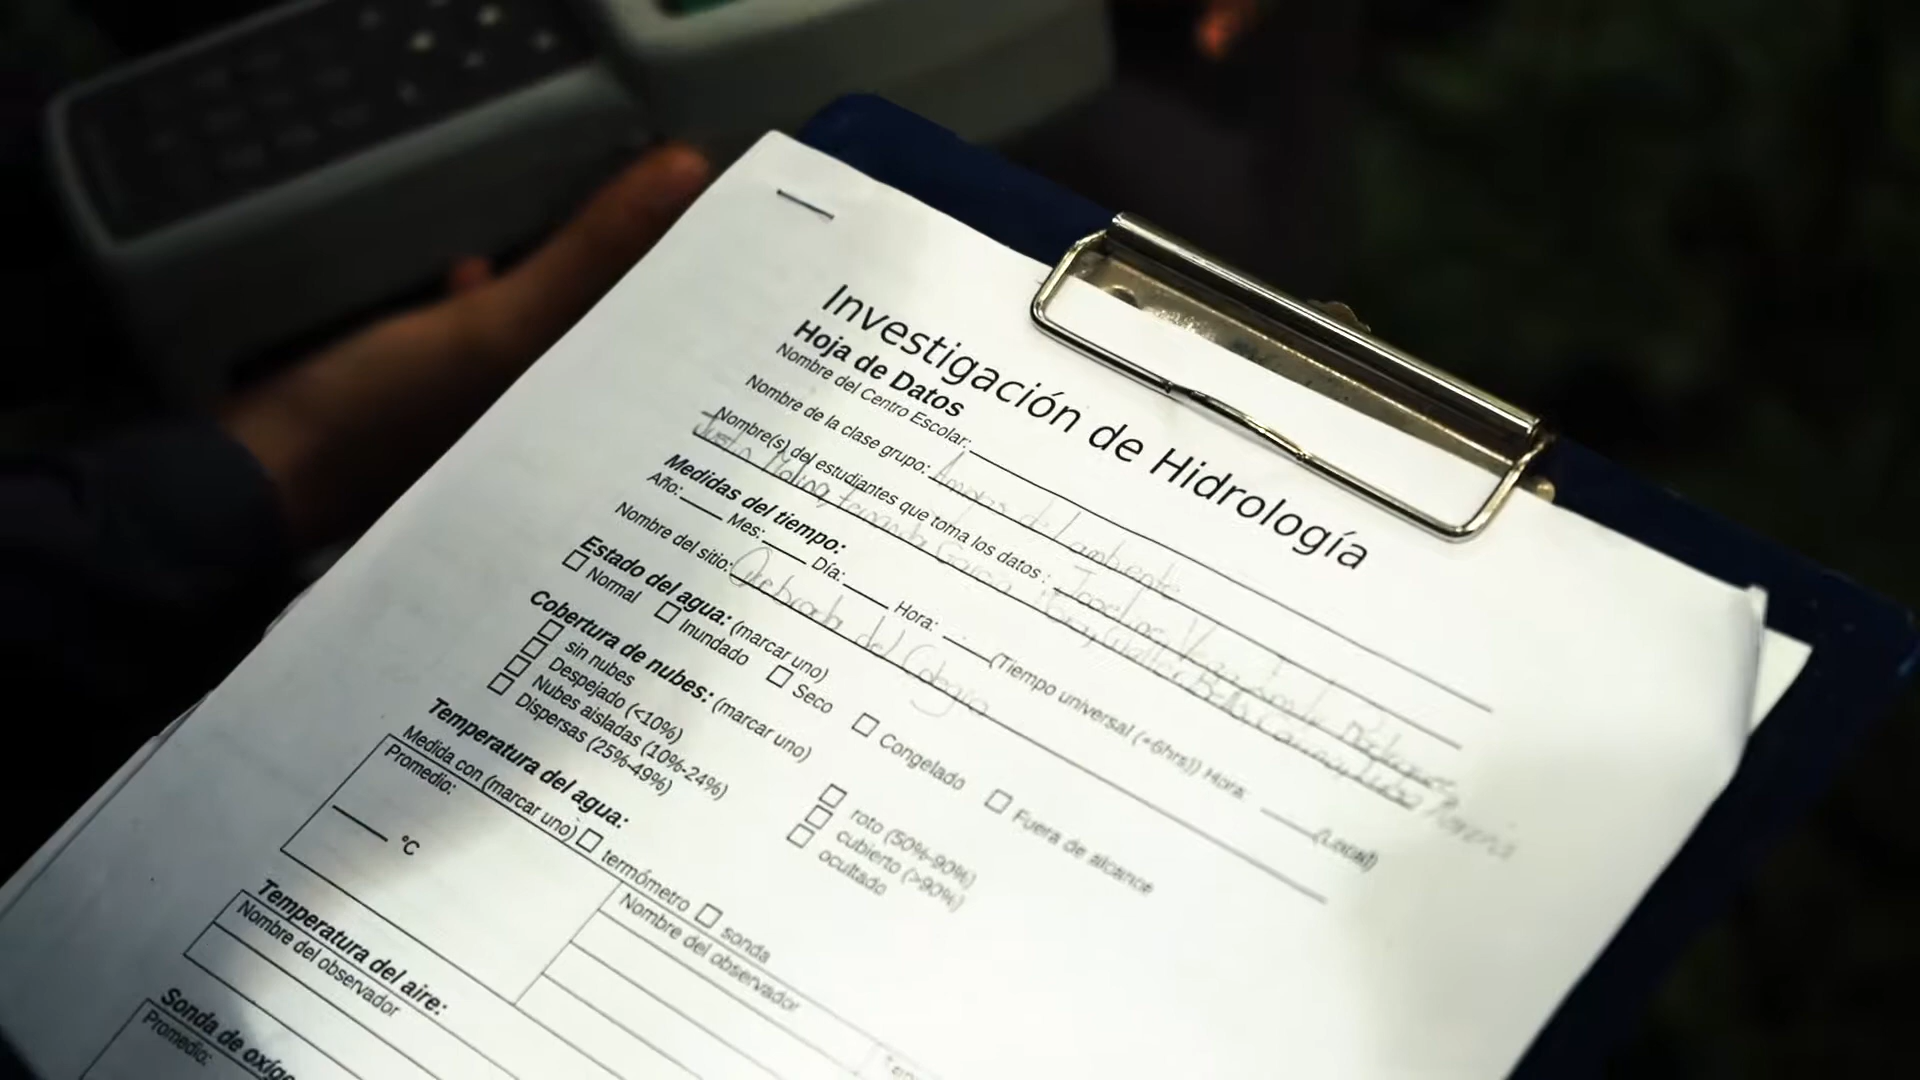 Investigación de Hidrología
Hoja de Datos
Nombre del Centro Escolar:
Nombre de la clase grupo:
Nombre(s) del estudiantes que toma los datos :
Medidas del tiempo:
Año: Mes: Día: Hora: (Tiempo universal (+6hrs)) Hora: (Local)
Nombre del sitio: Quebrada del
Estado del agua: (marcar uno)
Normal Inundado Seco Congelado Fuera de alcance
Cobertura de nubes: (marcar uno)
sin nubes
Despejado (<10%)
Nubes aisladas (10%-24%)
Dispersas (25%-49%)
roto (50%-90%)
cubierto (>90%)
ocultado
Temperatura del agua:
Medida con (marcar uno) termómetro sonda
Promedio:
°C
Nombre del observador
Temperatura del aire:
Nombre del observador
Sonda de
Promedio: